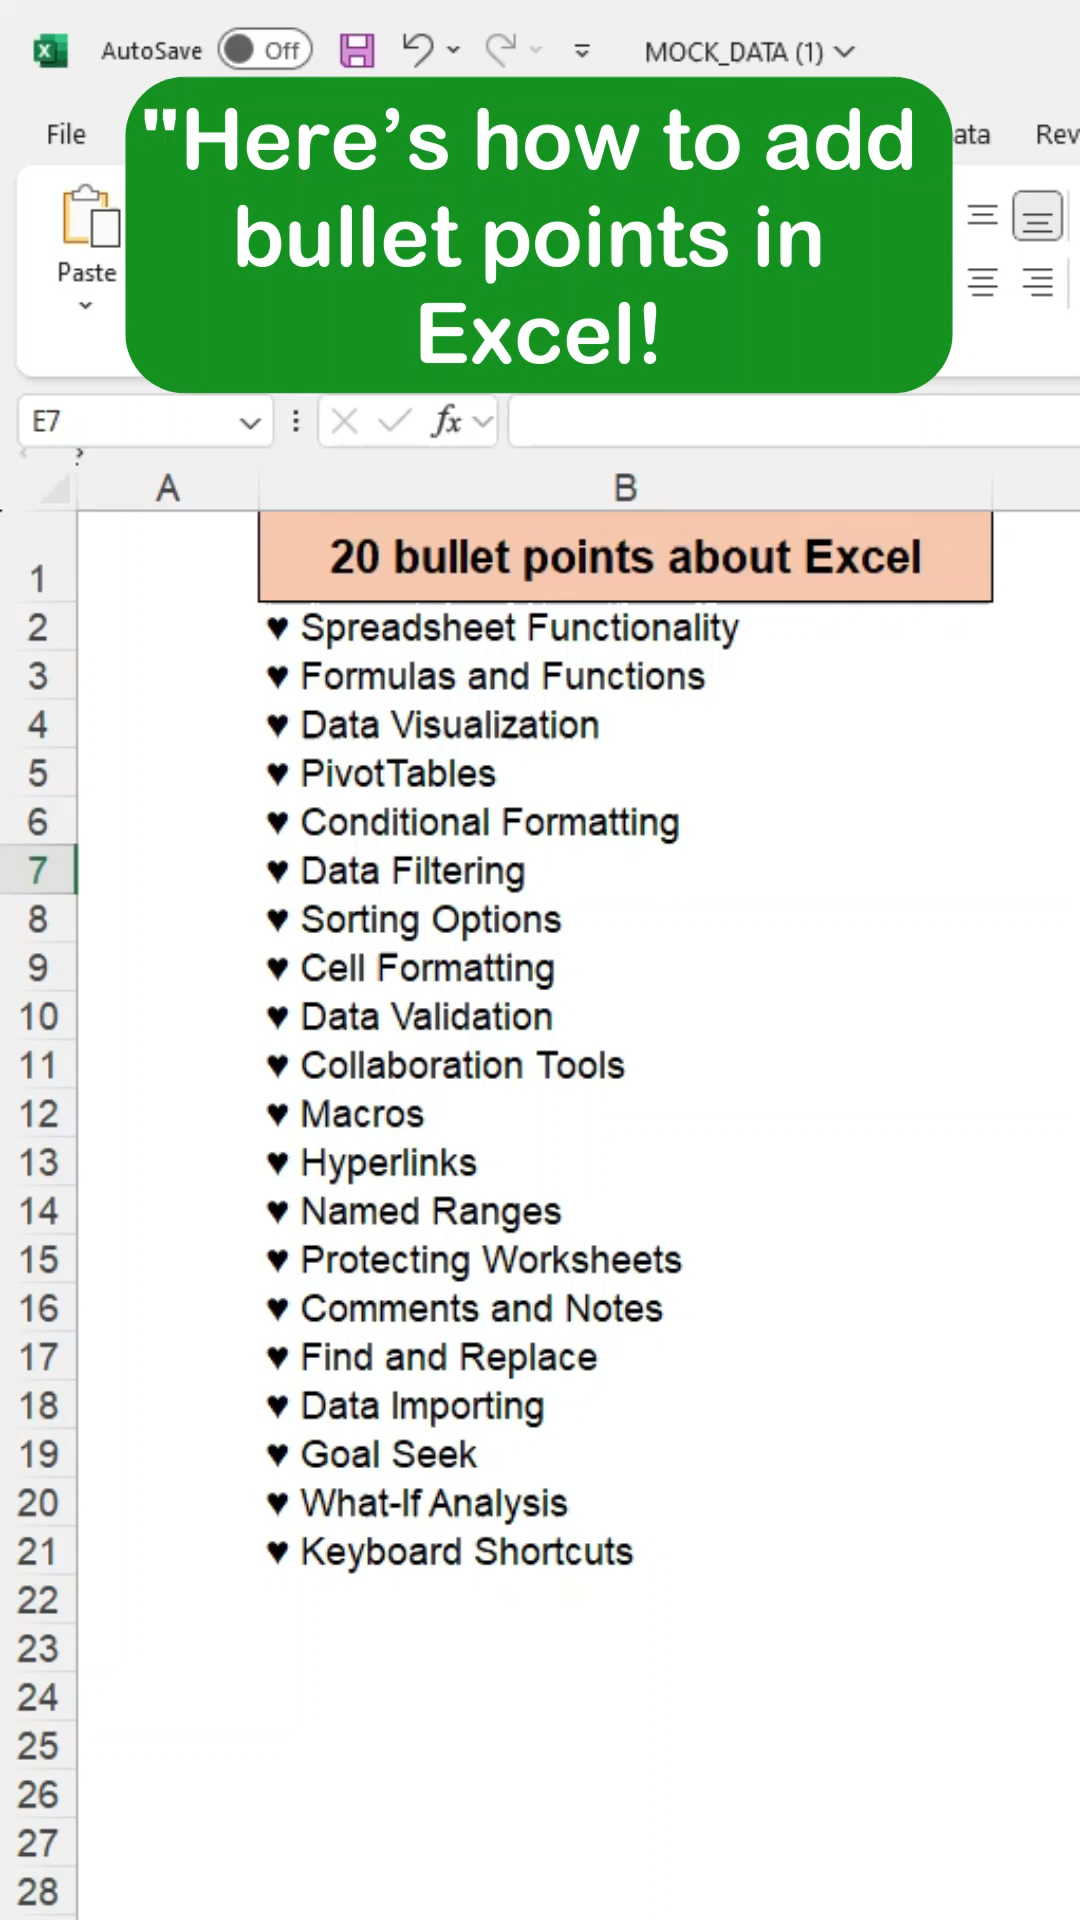 AutoSave Off MOCK_DATA (1)
"Here’s how to add
bullet points in
Excel!
File ata Rev
Paste
E7 fx
A B
1 20 bullet points about Excel
2 ♥ Spreadsheet Functionality
3 ♥ Formulas and Functions
4 ♥ Data Visualization
5 ♥ PivotTables
6 ♥ Conditional Formatting
7 ♥ Data Filtering
8 ♥ Sorting Options
9 ♥ Cell Formatting
10 ♥ Data Validation
11 ♥ Collaboration Tools
12 ♥ Macros
13 ♥ Hyperlinks
14 ♥ Named Ranges
15 ♥ Protecting Worksheets
16 ♥ Comments and Notes
17 ♥ Find and Replace
18 ♥ Data Importing
19 ♥ Goal Seek
20 ♥ What-If Analysis
21 ♥ Keyboard Shortcuts
22
23
24
25
26
27
28